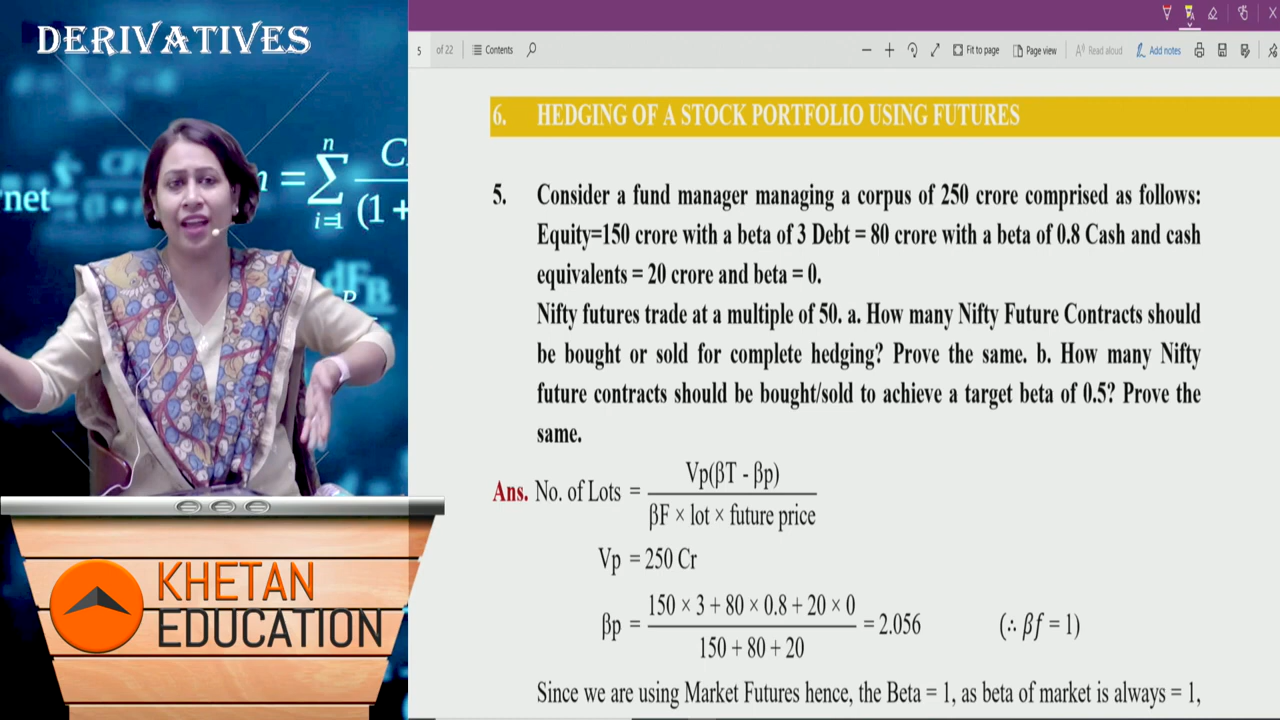 DERIVATIVES
net
n = ∑ i=1 n C
(1 +
dF
B
P
KHETAN
EDUCATION
5 of 22 Contents Fit to page Page view Read aloud Add notes
6. HEDGING OF A STOCK PORTFOLIO USING FUTURES
5. Consider a fund manager managing a corpus of 250 crore comprised as follows:
Equity=150 crore with a beta of 3 Debt = 80 crore with a beta of 0.8 Cash and cash
equivalents = 20 crore and beta = 0.
Nifty futures trade at a multiple of 50. a. How many Nifty Future Contracts should
be bought or sold for complete hedging? Prove the same. b. How many Nifty
future contracts should be bought/sold to achieve a target beta of 0.5? Prove the
same.
Ans. No. of Lots = Vp(βT - βp)
βF × lot × future price
Vp = 250 Cr
βp = 150 × 3 + 80 × 0.8 + 20 × 0
150 + 80 + 20
= 2.056 (∴ βf = 1)
Since we are using Market Futures hence, the Beta = 1, as beta of market is always = 1,